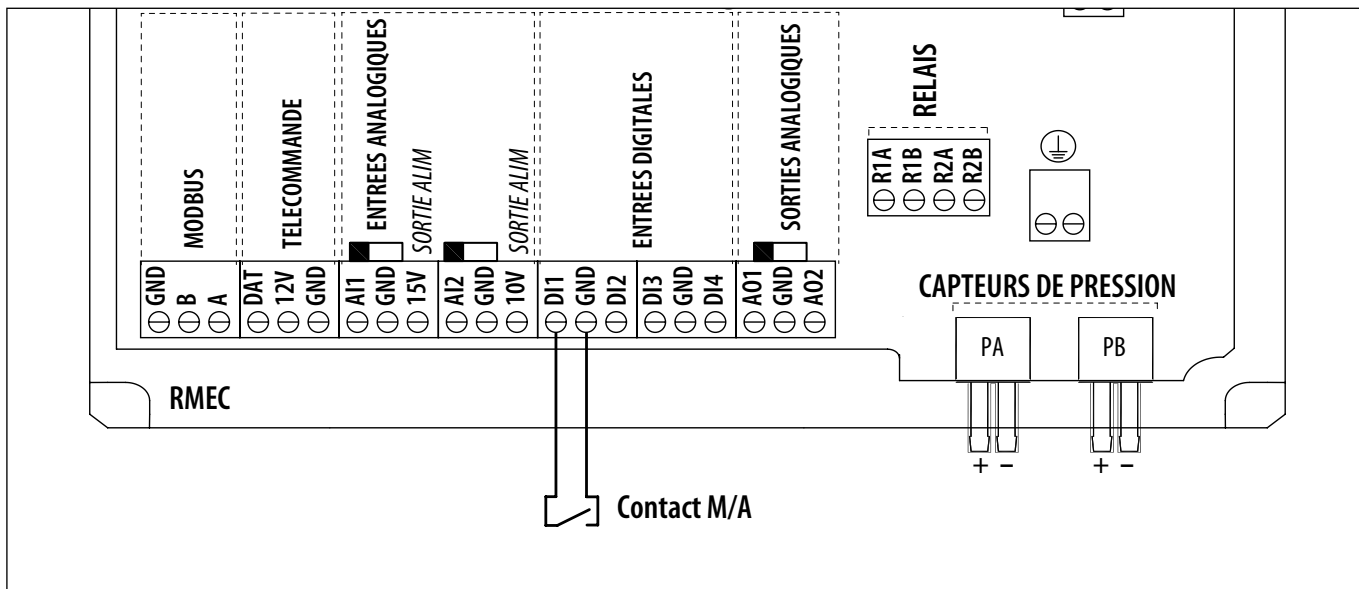 MODBUS
TELECOMMANDE
ENTREES ANALOGIQUES
SORTIE ALIM
SORTIE ALIM
ENTREES DIGITALES
SORTIES ANALOGIQUES
RELAIS
R1A R1B R2A R2B
GND B A DAT 12V GND AI1 GND 15V AI2 GND 10V DI1 GND DI2 DI3 GND DI4 AO1 GND AO2
CAPTEURS DE PRESSION
PA PB
RMEC
+ − + −
Contact M/A